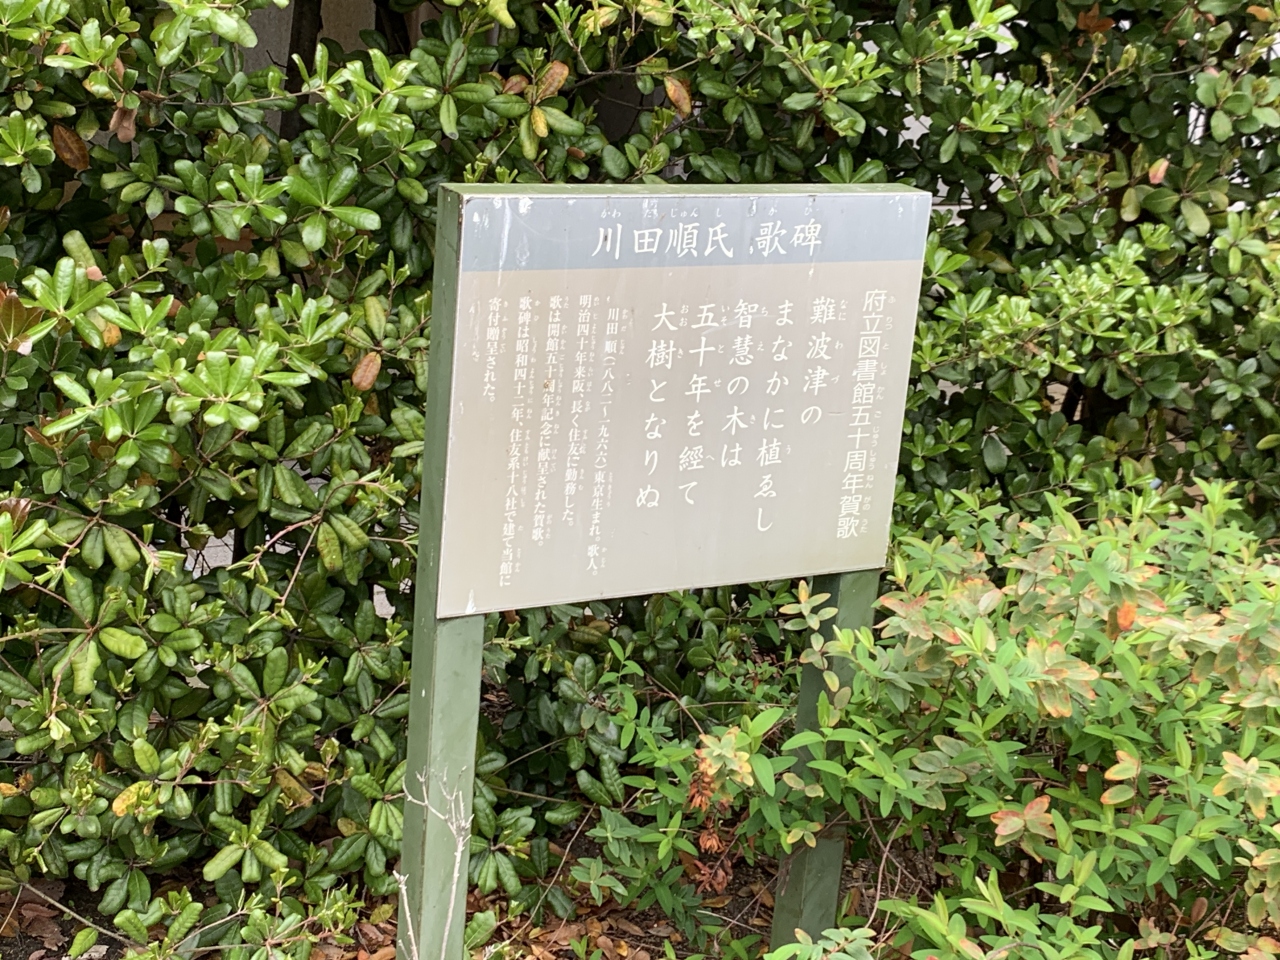 川田順氏 歌碑
府立図書館五十周年賀歌
難波津の
まなかに植ゑし
智慧の木は
五十年を經て
大樹となりぬ
川田 順(一八八二～一九六六)東京生まれ。歌人。
明治四十年来阪、長く住友に勤務した。
歌は開館五十周年記念に献呈された賀歌。
歌碑は昭和四十二年、住友系十八社で建て当館に
寄付贈呈された。